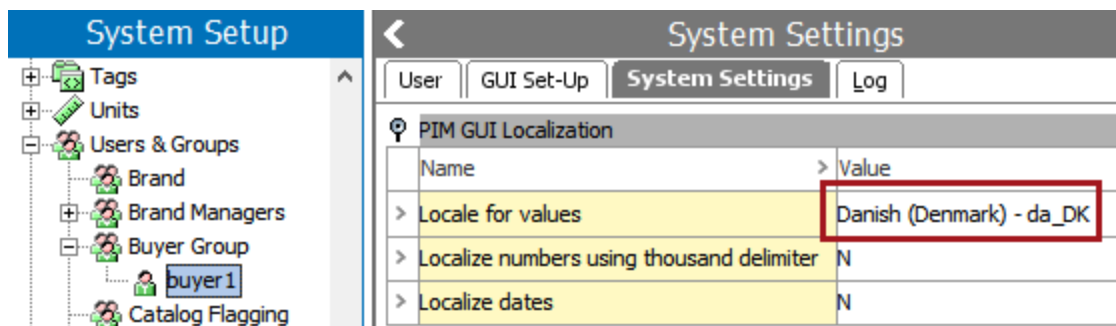 System Setup
Tags
Units
Users & Groups
Brand
Brand Managers
Buyer Group
buyer1
Catalog Flagging
System Settings
User GUI Set-Up System Settings Log
PIM GUI Localization
Name > Value
> Locale for values Danish (Denmark) - da_DK
> Localize numbers using thousand delimiter N
> Localize dates N